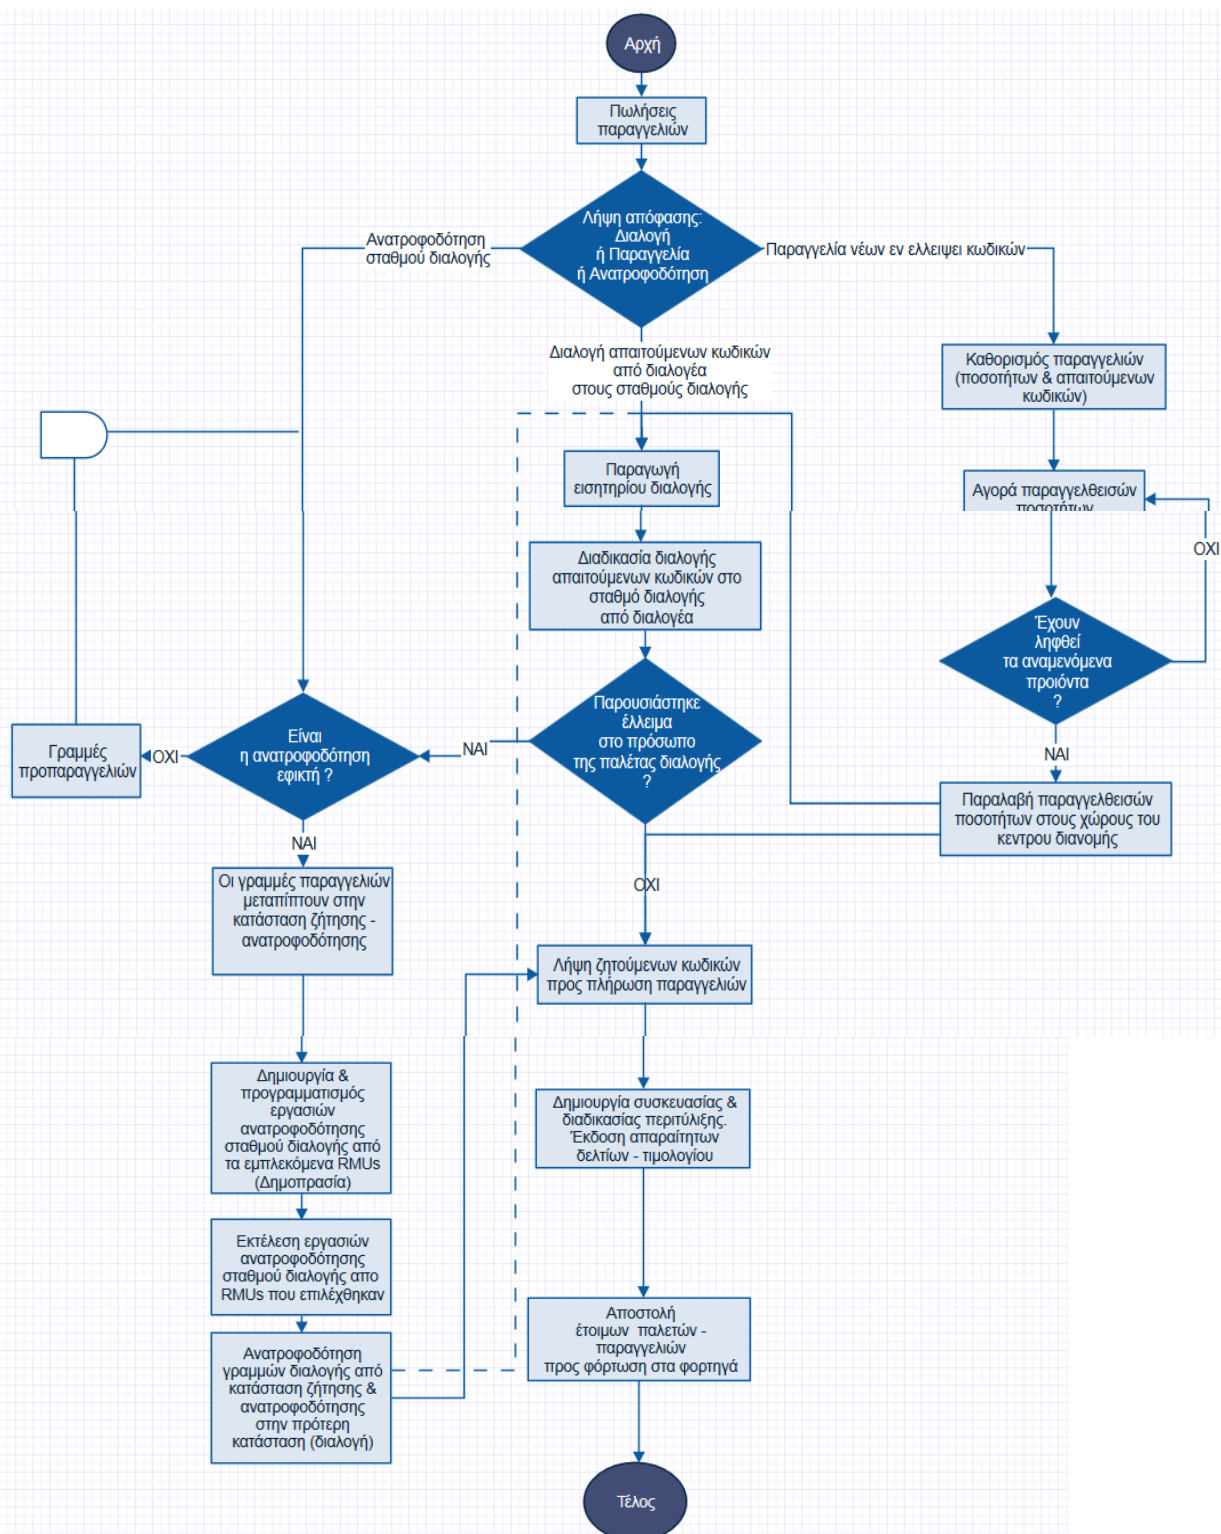 Αρχή
Πωλήσεις
παραγγελιών
Λήψη απόφασης:
Διαλογή
ή Παραγγελία
ή Ανατροφοδότηση
Ανατροφοδότηση
σταθμού διαλογής
Παραγγελία νέων εν ελλειψει κωδικών
Διαλογή απαιτούμενων κωδικών
από διαλογέα
στους σταθμούς διαλογής
Καθορισμός παραγγελιών
(ποσοτήτων & απαιτούμενων
κωδικών)
Παραγωγή
εισητηρίου διαλογής
Αγορά παραγγελθεισών
ποσοτήτων
ΟΧΙ
Διαδικασία διαλογής
απαιτούμενων κωδικών στο
σταθμό διαλογής
από διαλογέα
Έχουν
ληφθεί
τα αναμενόμενα
προιόντα
?
Παρουσιάστηκε
έλλειμα
στο πρόσωπο
της παλέτας διαλογής
?
ΝΑΙ
Είναι
η ανατροφοδότηση
εφικτή ?
ΟΧΙ
Γραμμές
προπαραγγελιών
ΝΑΙ
Παραλαβή παραγγελθεισών
ποσοτήτων στους χώρους του
κεντρου διανομής
ΝΑΙ
Οι γραμμές παραγγελιών
μεταπίπτουν στην
κατάσταση ζήτησης -
ανατροφοδότησης
ΟΧΙ
Λήψη ζητούμενων κωδικών
προς πλήρωση παραγγελιών
Δημιουργία &
προγραμματισμός
εργασιών
ανατροφοδότησης
σταθμού διαλογής από
τα εμπλεκόμενα RMUs
(Δημοπρασία)
Δημιουργία συσκευασίας &
διαδικασίας περιτύλιξης.
Έκδοση απαραίτητων
δελτίων - τιμολογίου
Εκτέλεση εργασιών
ανατροφοδότησης
σταθμού διαλογής απο
RMUs που επιλέχθηκαν
Αποστολή
έτοιμων παλετών -
παραγγελιών
προς φόρτωση στα φορτηγά
Ανατροφοδότηση
γραμμών διαλογής από
κατάσταση ζήτησης &
ανατροφοδότησης
στην πρότερη
κατάσταση (διαλογή)
Τέλος